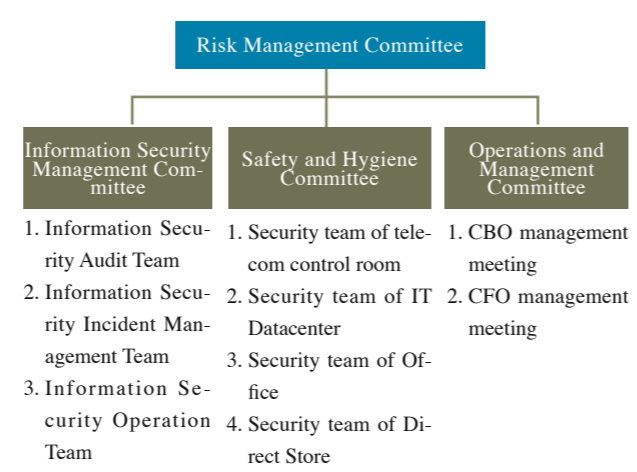 Risk Management Committee
Information Security
Management Com-
mittee
1. Information Secu-
rity Audit Team
2. Information Secu-
rity Incident Man-
agement Team
3. Information Se-
curity Operation
Team
Safety and Hygiene
Committee
1. Security team of tele-
com control room
2. Security team of IT
Datacenter
3. Security team of Of-
fice
4. Security team of Di-
rect Store
Operations and
Management
Committee
1. CBO management
meeting
2. CFO management
meeting